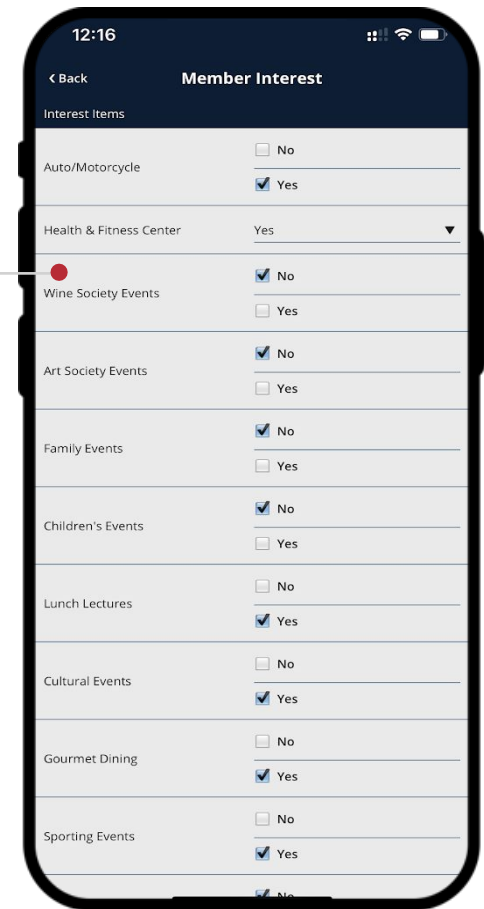 12:16
< Back Member Interest
Interest Items
No
Auto/Motorcycle
Yes
Health & Fitness Center Yes
No
Wine Society Events
Yes
No
Art Society Events
Yes
No
Family Events
Yes
No
Children's Events
Yes
No
Lunch Lectures
Yes
No
Cultural Events
Yes
No
Gourmet Dining
Yes
No
Sporting Events
Yes
No